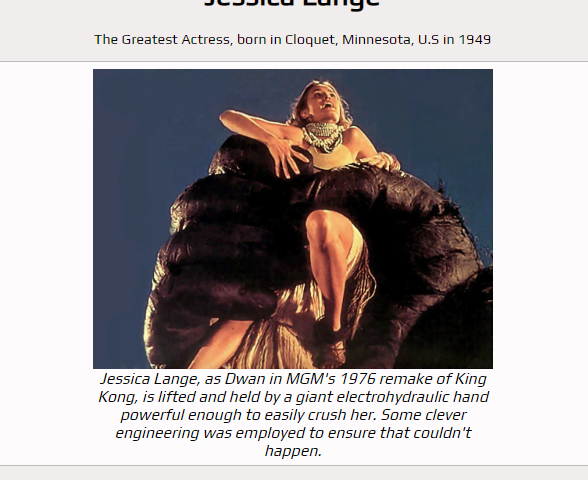 Jessica Lange
The Greatest Actress, born in Cloquet, Minnesota, U.S in 1949
Jessica Lange, as Dwan in MGM's 1976 remake of King
Kong, is lifted and held by a giant electrohydraulic hand
powerful enough to easily crush her. Some clever
engineering was employed to ensure that couldn't
happen.